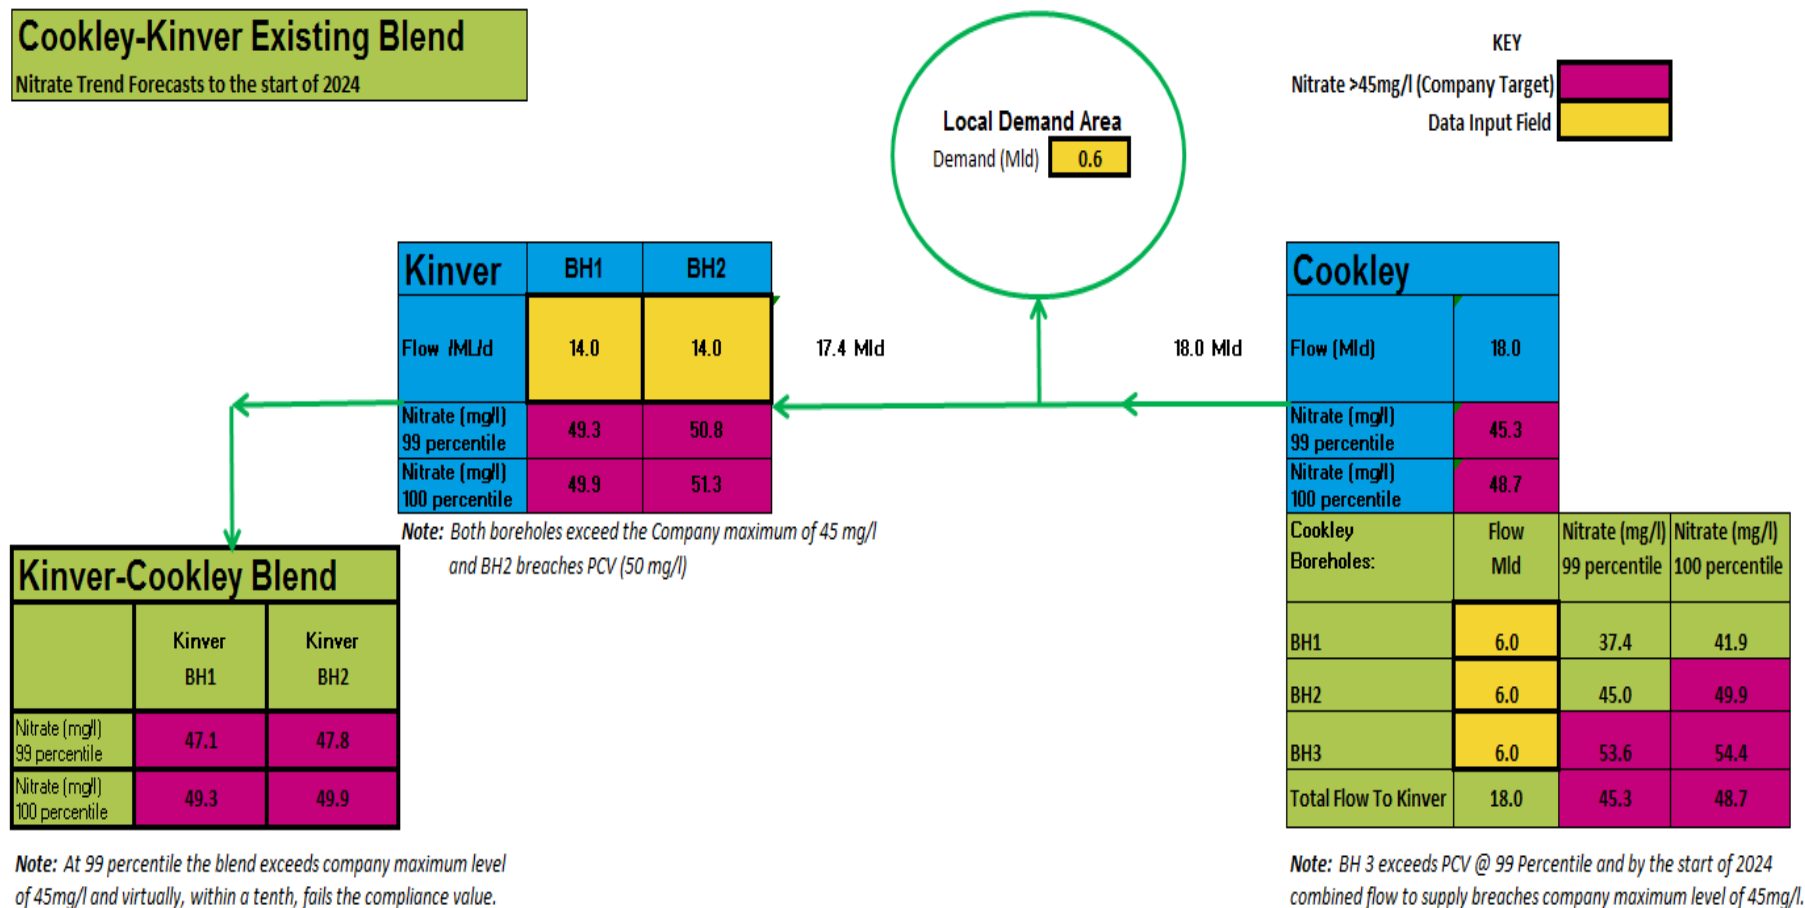 Cookley-Kinver Existing Blend
Nitrate Trend Forecasts to the start of 2024
KEY
Nitrate >45mg/l (Company Target)
Data Input Field
Local Demand Area
Demand (Mld) 0.6
Kinver BH1 BH2
Flow /ML/d 14.0 14.0
Nitrate (mg/l)
99 percentile 49.3 50.8
Nitrate (mg/l)
100 percentile 49.9 51.3
Note: Both boreholes exceed the Company maximum of 45 mg/l
and BH2 breaches PCV (50 mg/l)
17.4 Mld
18.0 Mld
Cookley
Flow (Mld) 18.0
Nitrate (mg/l)
99 percentile 45.3
Nitrate (mg/l)
100 percentile 48.7
Cookley Flow Nitrate (mg/l) Nitrate (mg/l)
Boreholes: Mld 99 percentile 100 percentile
BH1 6.0 37.4 41.9
BH2 6.0 45.0 49.9
BH3 6.0 53.6 54.4
Total Flow To Kinver 18.0 45.3 48.7
Note: BH 3 exceeds PCV @ 99 Percentile and by the start of 2024
combined flow to supply breaches company maximum level of 45mg/l.
Kinver-Cookley Blend
Kinver Kinver
BH1 BH2
Nitrate (mg/l)
99 percentile 47.1 47.8
Nitrate (mg/l)
100 percentile 49.3 49.9
Note: At 99 percentile the blend exceeds company maximum level
of 45mg/l and virtually, within a tenth, fails the compliance value.